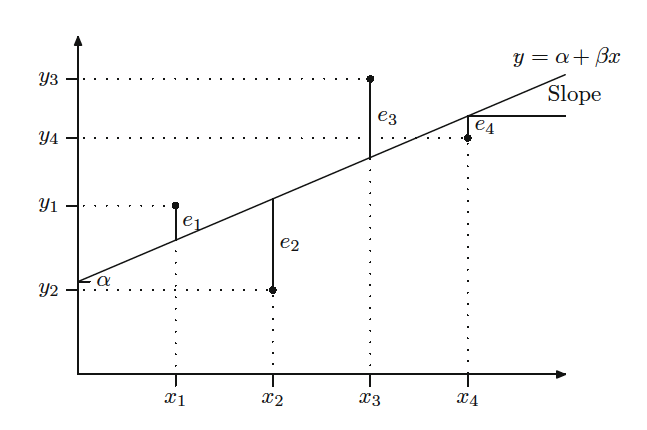 y = α + βx
y₃
Slope
e₃
e₄
y₄
y₁
e₁
e₂
α
y₂
x₁ x₂ x₃ x₄